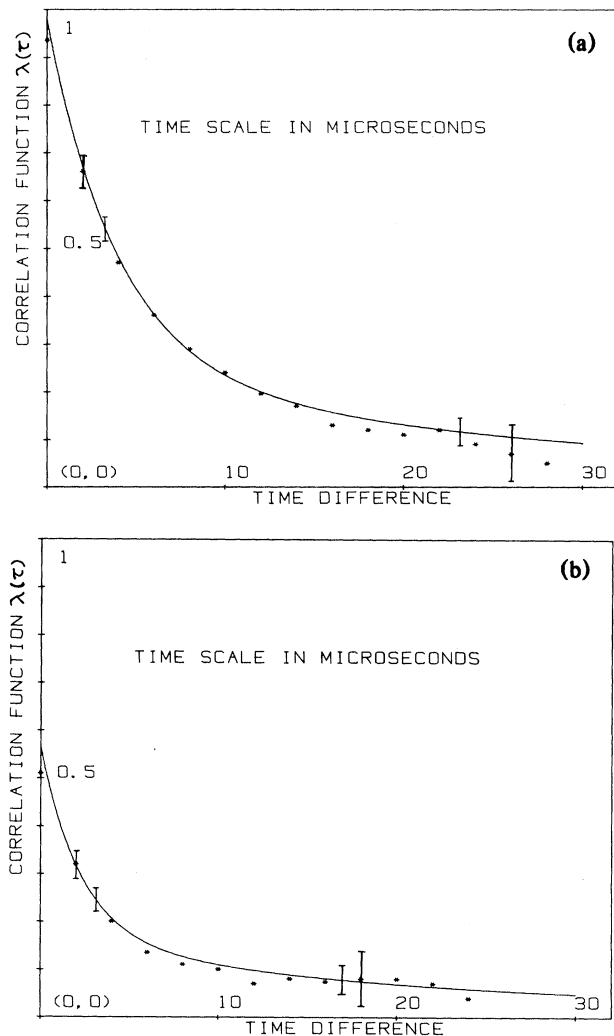 (a)
1
TIME SCALE IN MICROSECONDS
CORRELATION FUNCTION λ(τ)
0.5
(0,0) 10 20 30
TIME DIFFERENCE
(b)
1
TIME SCALE IN MICROSECONDS
CORRELATION FUNCTION λ(τ)
0.5
(0,0) 10 20 30
TIME DIFFERENCE